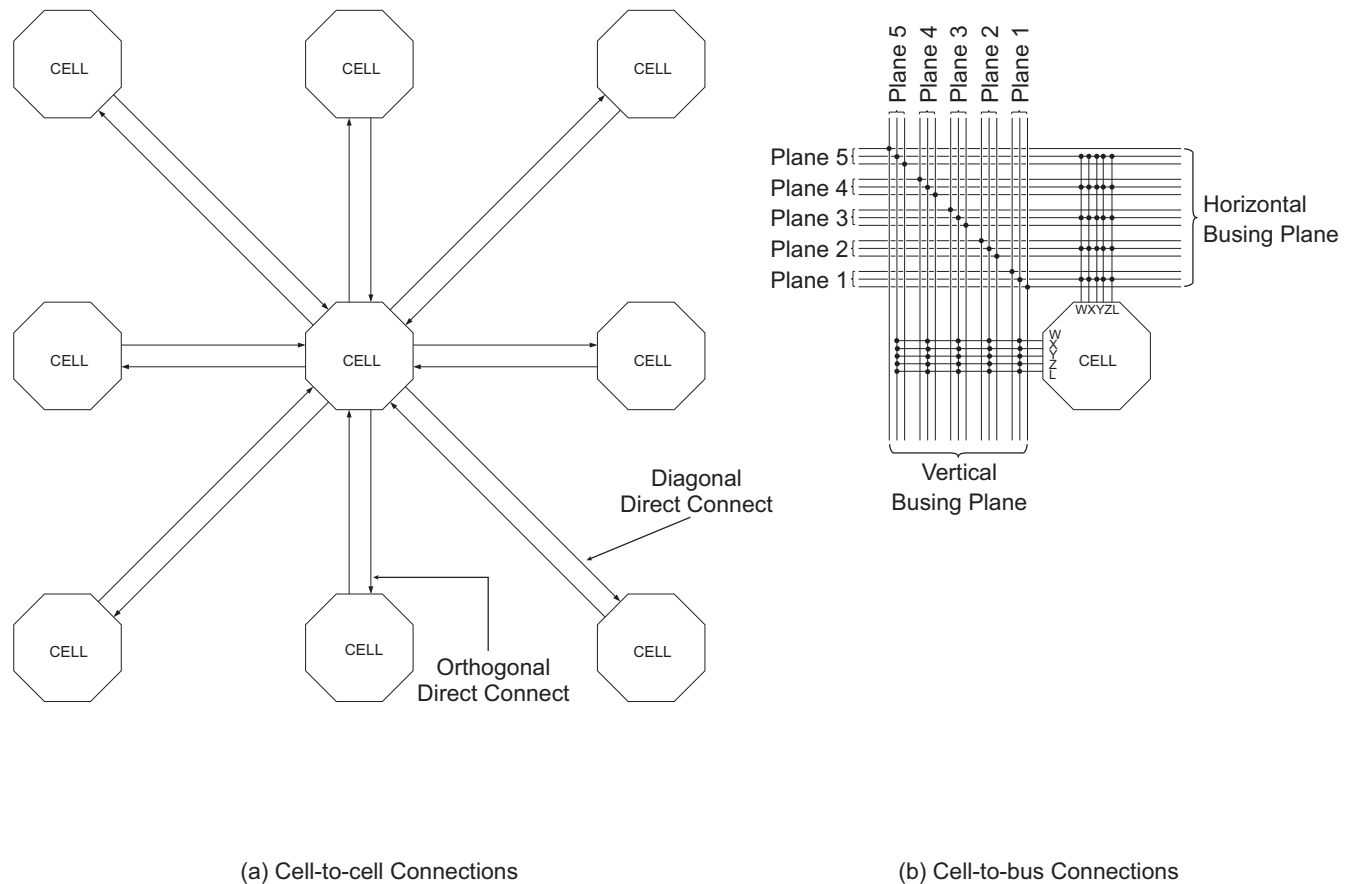 CELL
CELL
CELL
CELL
CELL
CELL
CELL
CELL
CELL
Diagonal
Direct Connect
Orthogonal
Direct Connect
(a) Cell-to-cell Connections
Plane 5
Plane 4
Plane 3
Plane 2
Plane 1
Plane 5
Plane 4
Plane 3
Plane 2
Plane 1
Horizontal
Busing Plane
WXYZL
W
X
Y
Z
L
CELL
Vertical
Busing Plane
(b) Cell-to-bus Connections